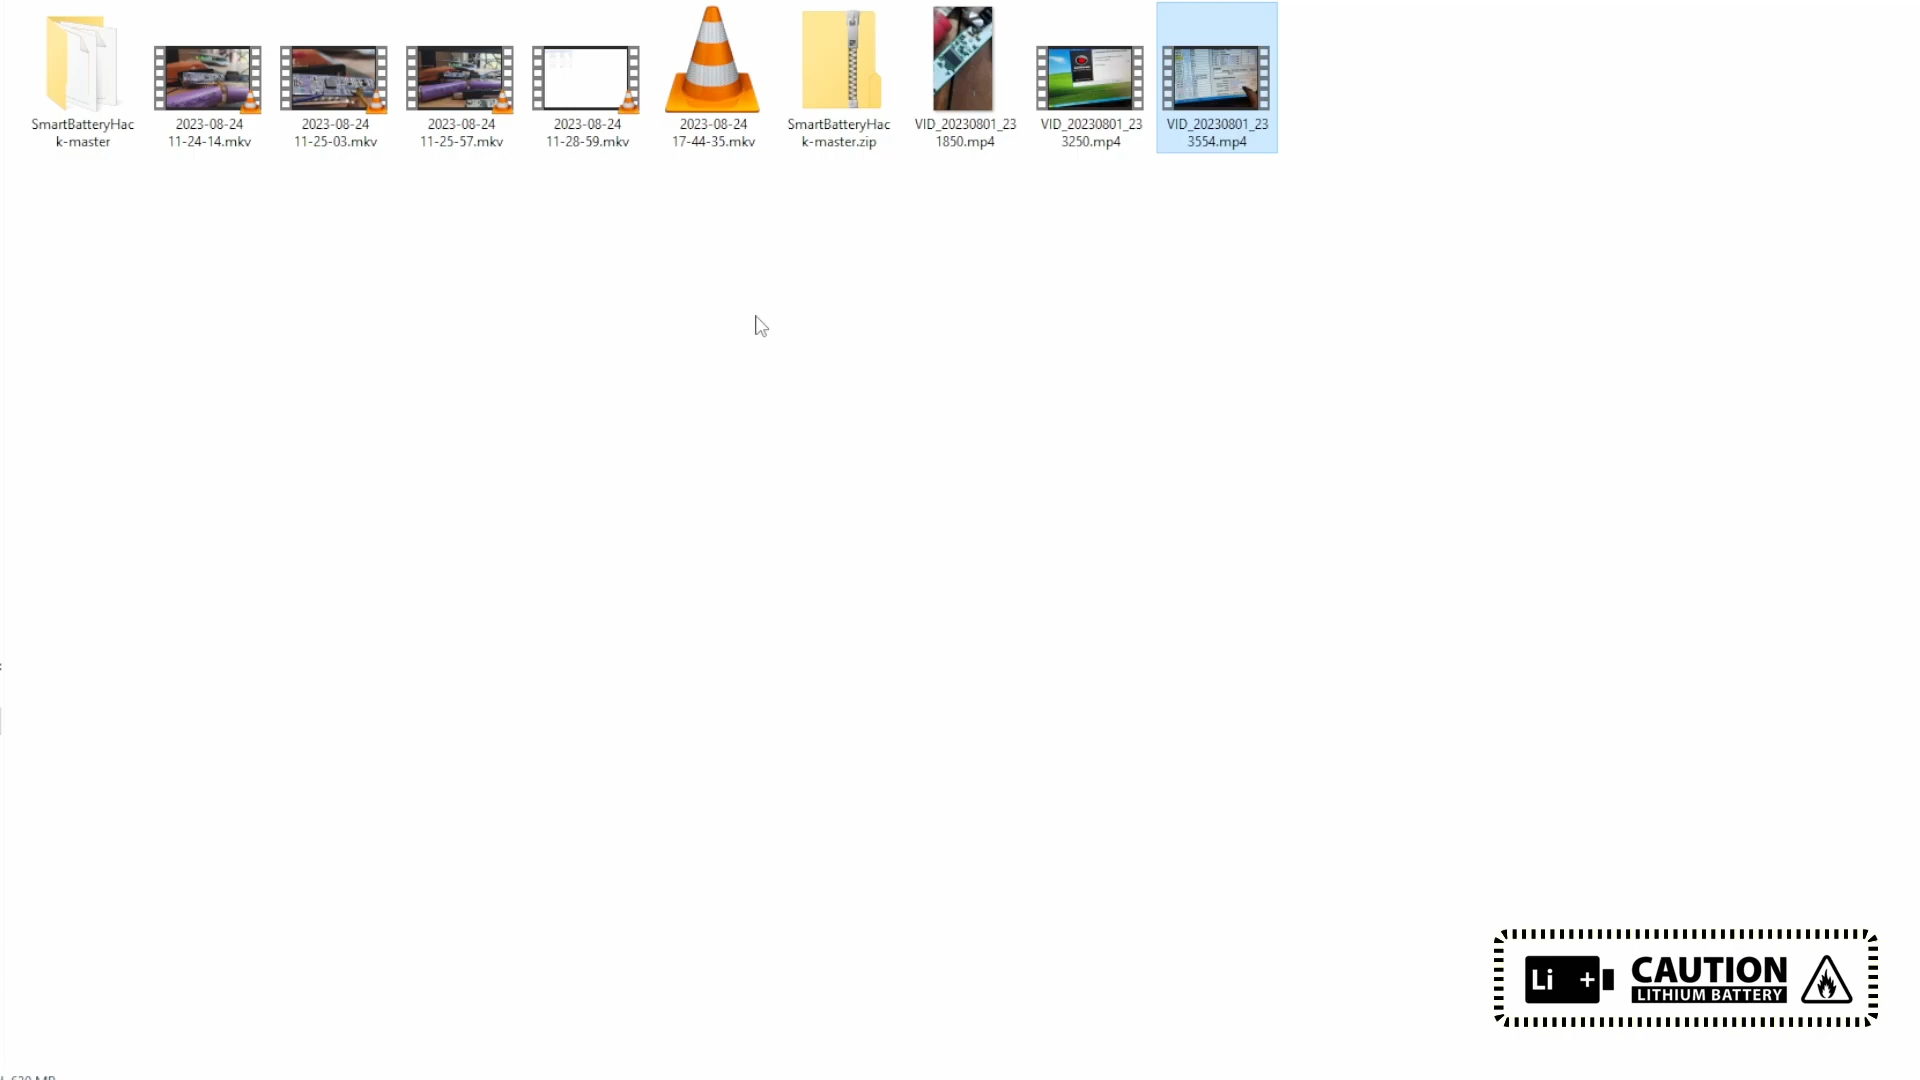 SmartBatteryHac
k-master
2023-08-24
11-24-14.mkv
2023-08-24
11-25-03.mkv
2023-08-24
11-25-57.mkv
2023-08-24
11-28-59.mkv
2023-08-24
17-44-35.mkv
SmartBatteryHac
k-master.zip
VID_20230801_23
1850.mp4
VID_20230801_23
3250.mp4
VID_20230801_23
3554.mp4
Li +
CAUTION
LITHIUM BATTERY